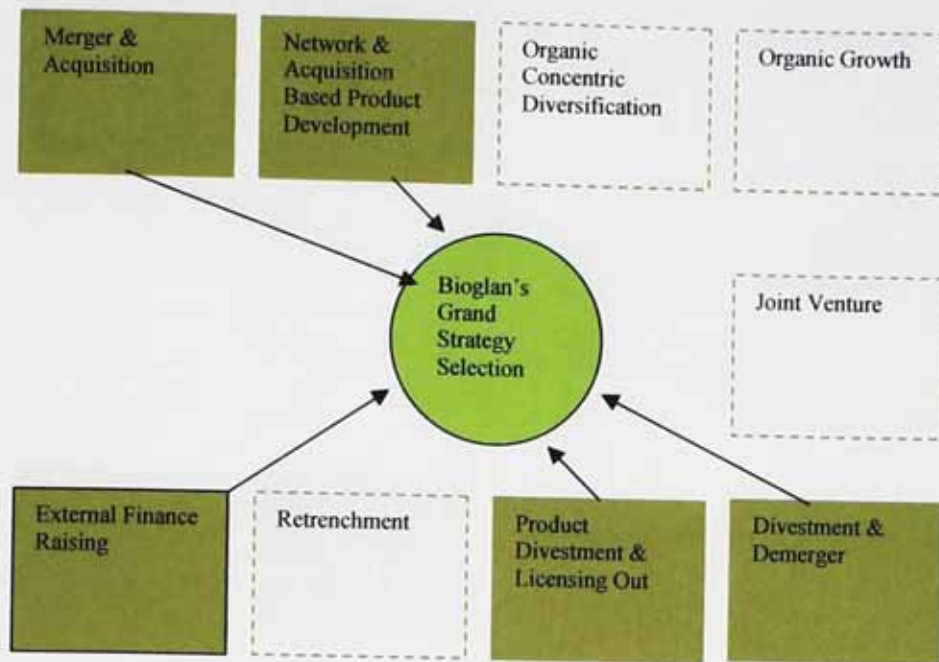 Merger &
Acquisition
Network &
Acquisition
Based Product
Development
Organic
Concentric
Diversification
Organic Growth
Bioglan's
Grand
Strategy
Selection
Joint Venture
External Finance
Raising
Retrenchment
Product
Divestment &
Licensing Out
Divestment &
Demerger